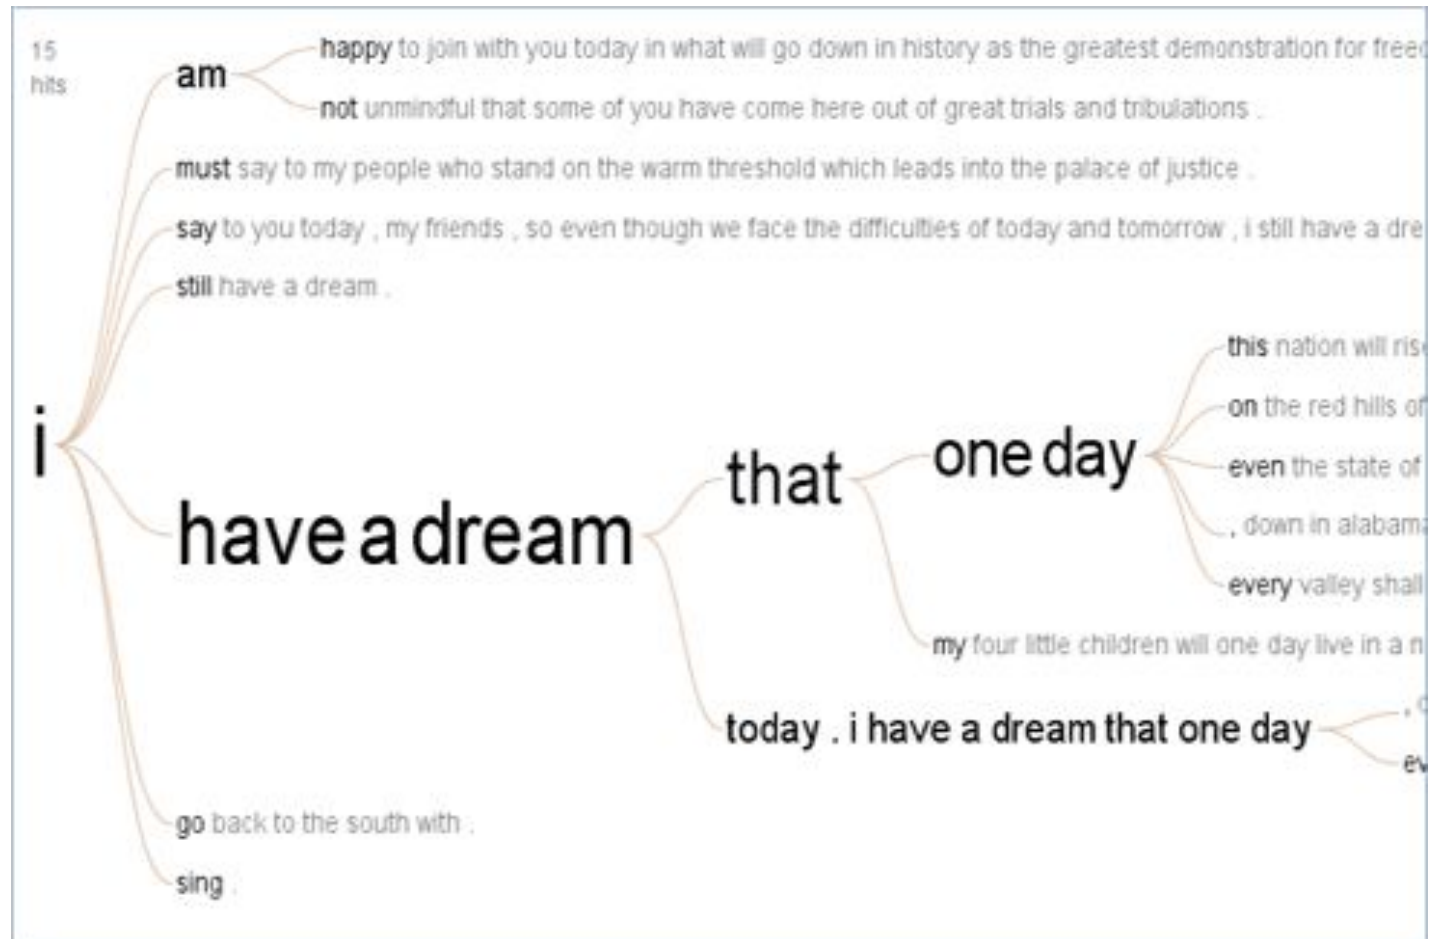 15
hits
am
happy to join with you today in what will go down in history as the greatest demonstration for
not unmindful that some of you have come here out of great trials and tribulations .
must say to my people who stand on the warm threshold which leads into the palace of justice .
say to you today , my friends , so even though we face the difficulties of today and tomorrow , i still have a
still have a dream .
i
have a dream
that
one day
this nation will
on the red hills of
even the state of
, down in
every valley shall
my four little children will one day live in a
today . i have a dream that one day
,
go back to the south with .
sing .